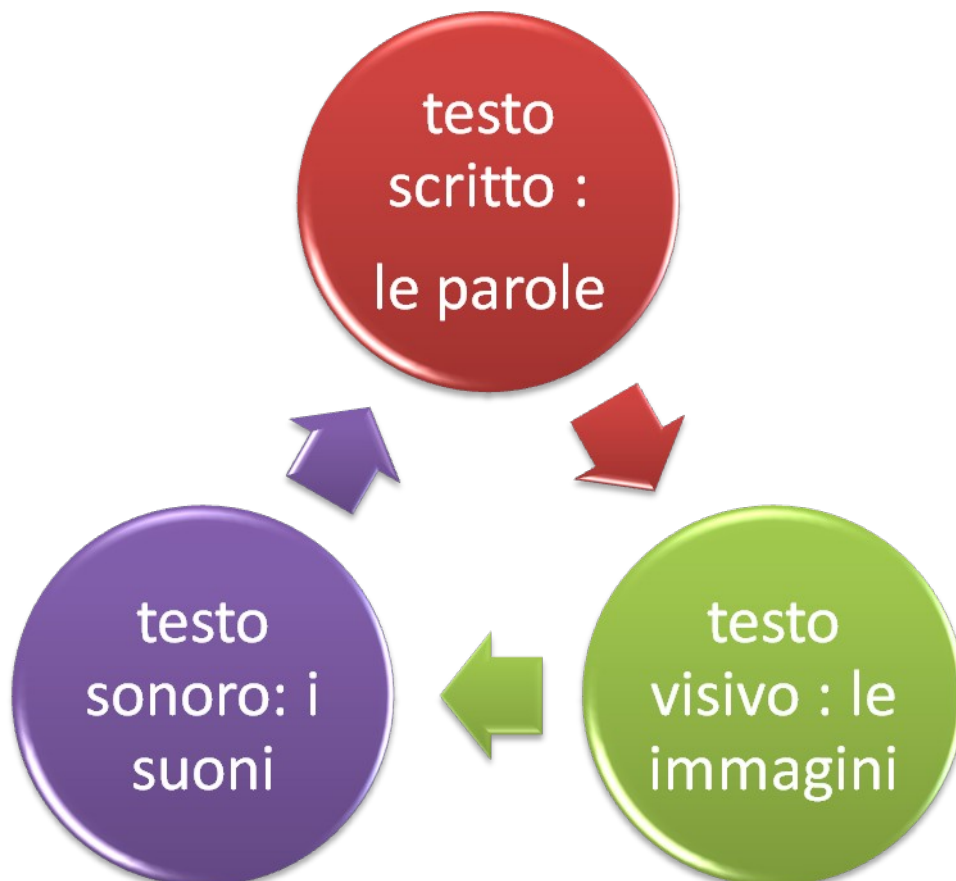 testo
scritto :
le parole
testo
visivo : le
immagini
testo
sonoro: i
suoni